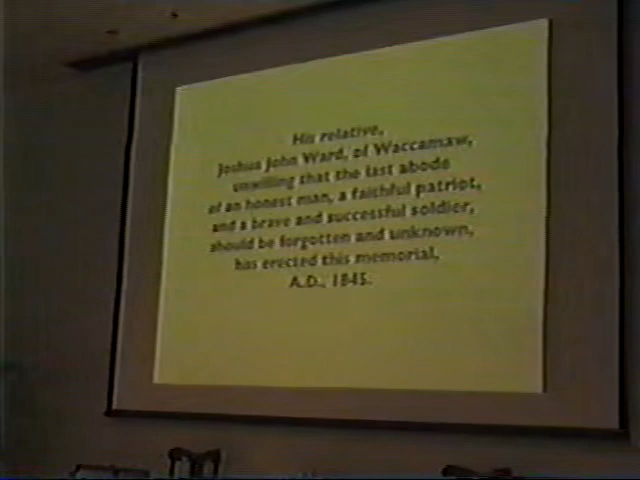 His relative,
Joshua John Ward, of Waccamaw,
unwilling that the last abode
of an honest man, a faithful patriot,
and a brave and successful soldier,
should be forgotten and unknown,
has erected this memorial,
A.D., 1845.